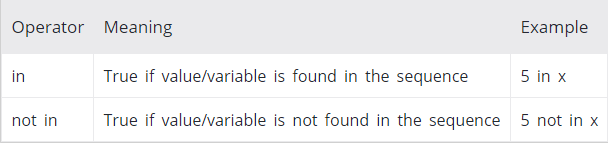 Operator Meaning Example
in True if value/variable is found in the sequence 5 in x
not in True if value/variable is not found in the sequence 5 not in x